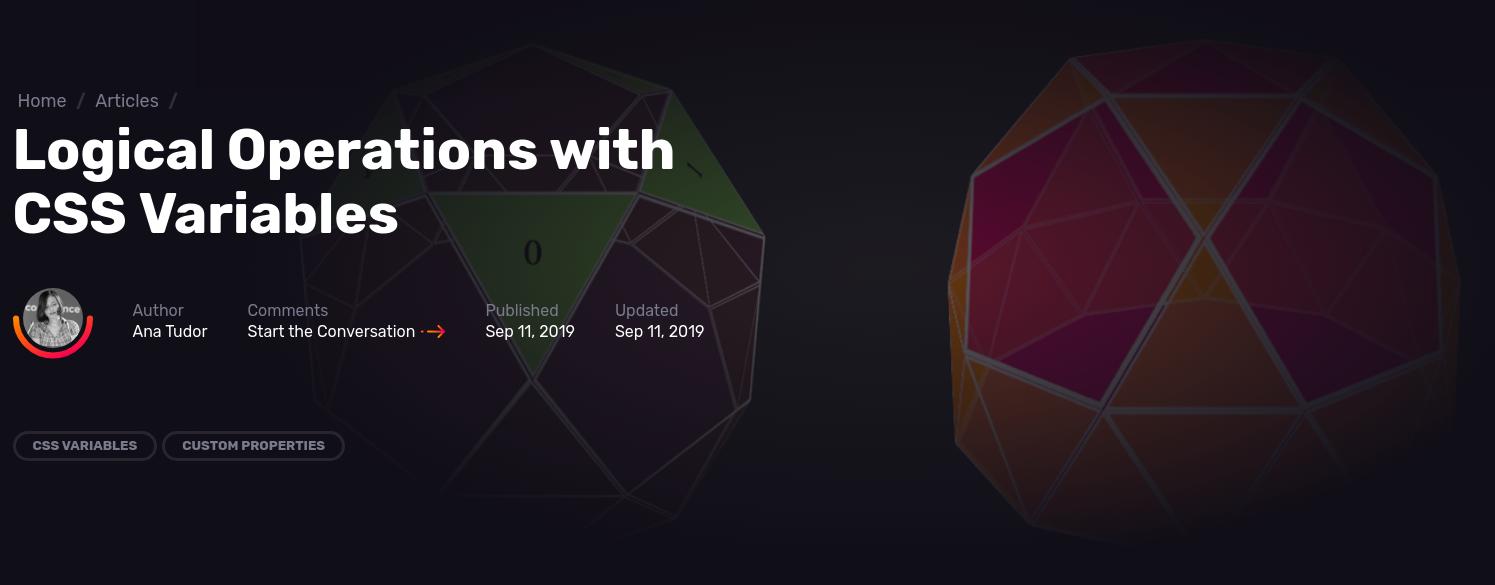 Home / Articles /
Logical Operations with
CSS Variables
0
Author
Ana Tudor
Comments
Start the Conversation
Published
Sep 11, 2019
Updated
Sep 11, 2019
CSS VARIABLES
CUSTOM PROPERTIES